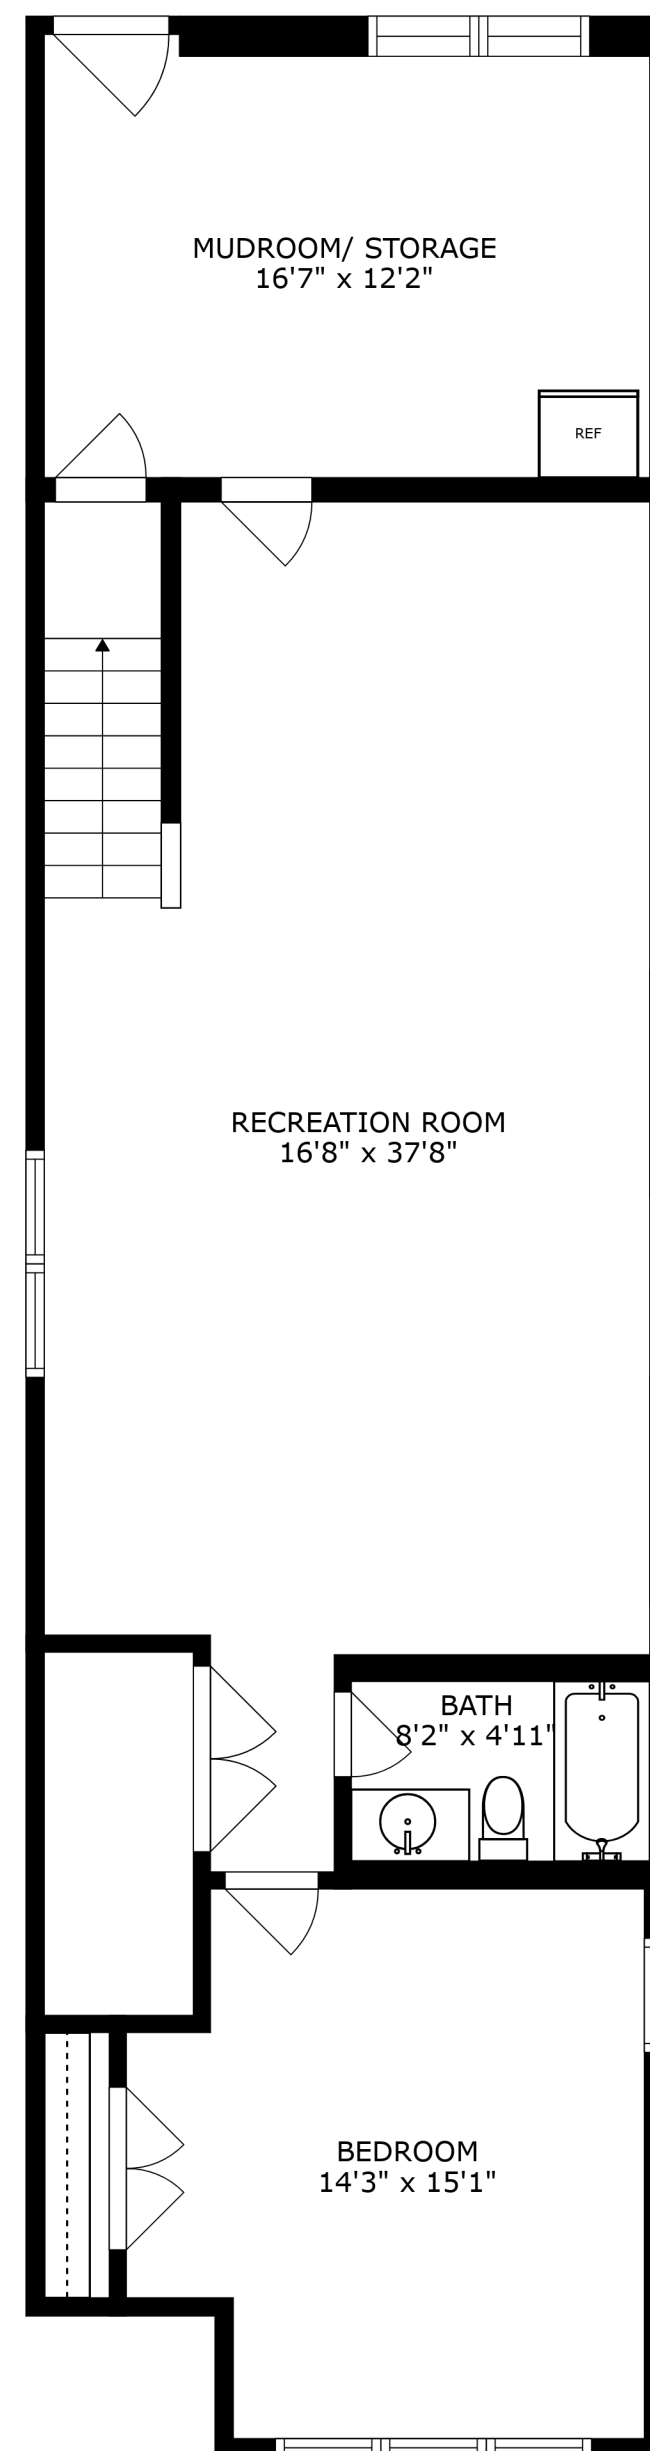 MUDROOM/ STORAGE
16'7" x 12'2"
REF
RECREATION ROOM
16'8" x 37'8"
BATH
8'2" x 4'11"
BEDROOM
14'3" x 15'1"